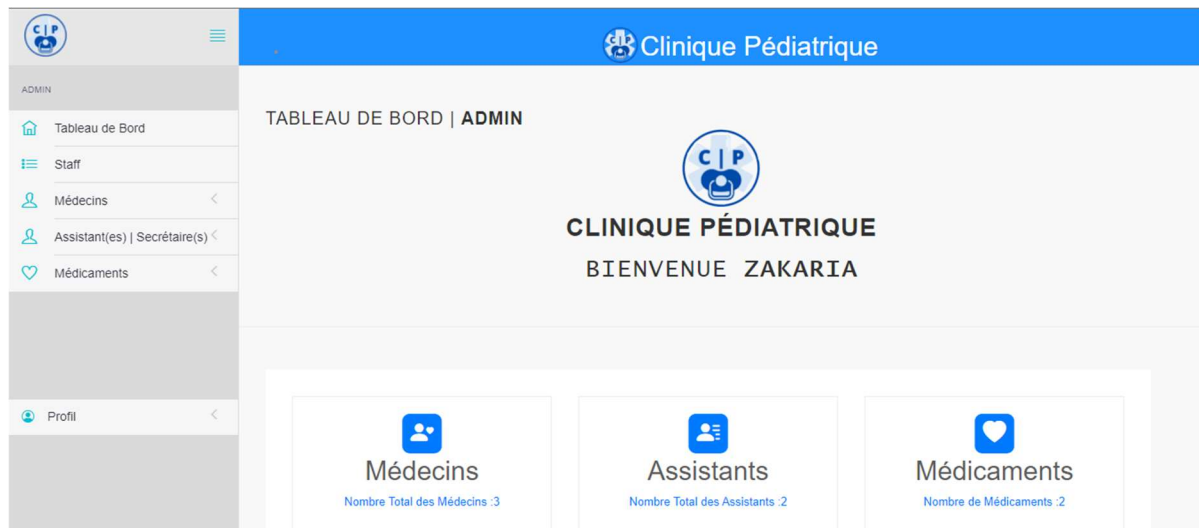 C | P
ADMIN
Tableau de Bord
Staff
Médecins
Assistant(es) | Secrétaire(s)
Médicaments
Profil
C|P Clinique Pédiatrique
TABLEAU DE BORD | ADMIN
C | P
CLINIQUE PÉDIATRIQUE
BIENVENUE ZAKARIA
Médecins
Nombre Total des Médecins :3
Assistants
Nombre Total des Assistants :2
Médicaments
Nombre de Médicaments :2